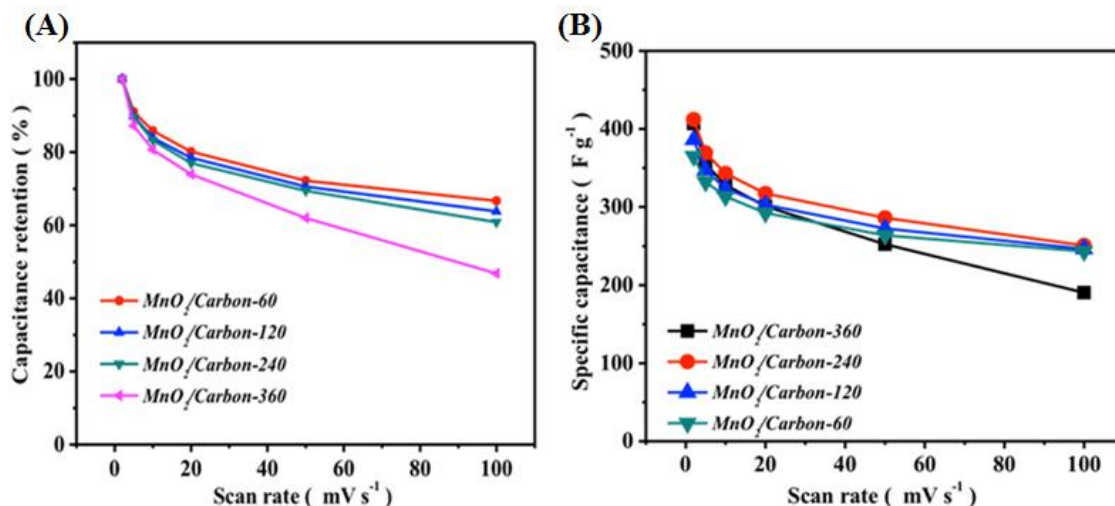 (A)
Capacitance retention ( % )
100
80
60
40
20
0
MnO2/Carbon-60
MnO2/Carbon-120
MnO2/Carbon-240
MnO2/Carbon-360
0 20 40 60 80 100
Scan rate ( mV s-1)
(B)
Specific capacitance ( F g-1)
500
400
300
200
100
0
MnO2/Carbon-360
MnO2/Carbon-240
MnO2/Carbon-120
MnO2/Carbon-60
0 20 40 60 80 100
Scan rate ( mV s-1)